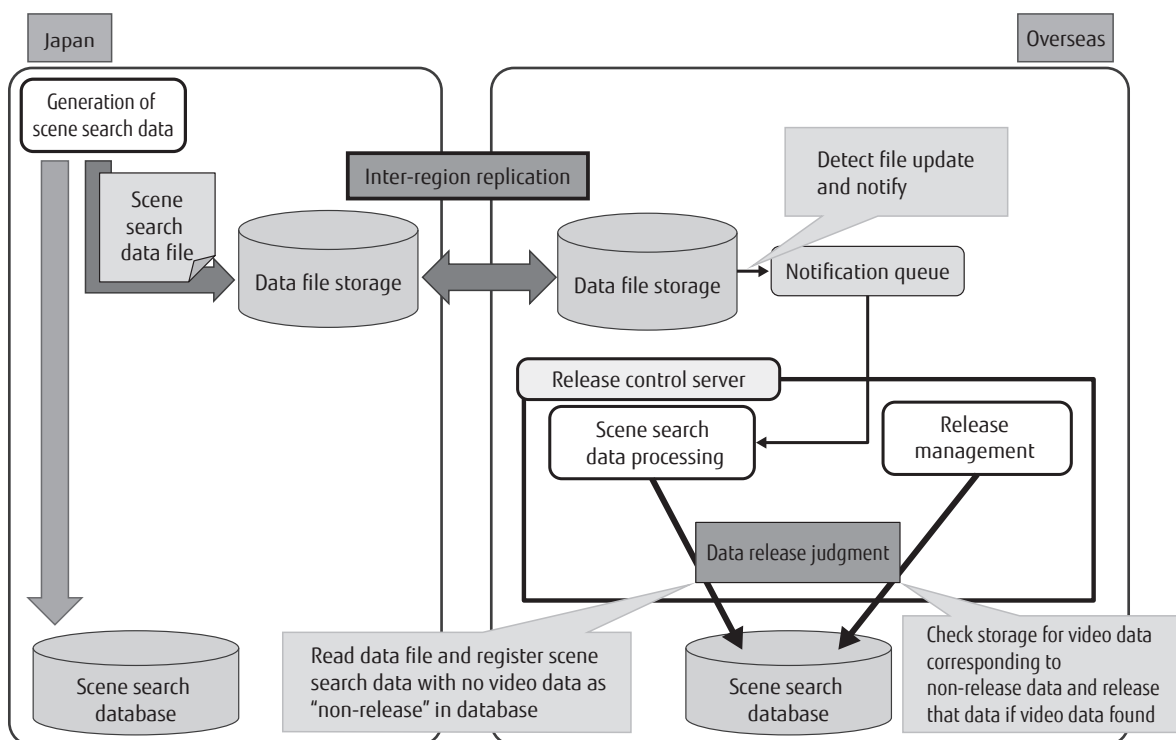 Japan
Overseas
Generation of
scene search data
Inter-region replication
Detect file update
and notify
Scene
search
data file
Data file storage
Data file storage
Notification queue
Release control server
Scene search
data processing
Release
management
Data release judgment
Read data file and register scene
search data with no video data as
“non-release” in database
Check storage for video data
corresponding to
non-release data and release
that data if video data found
Scene search
database
Scene search
database